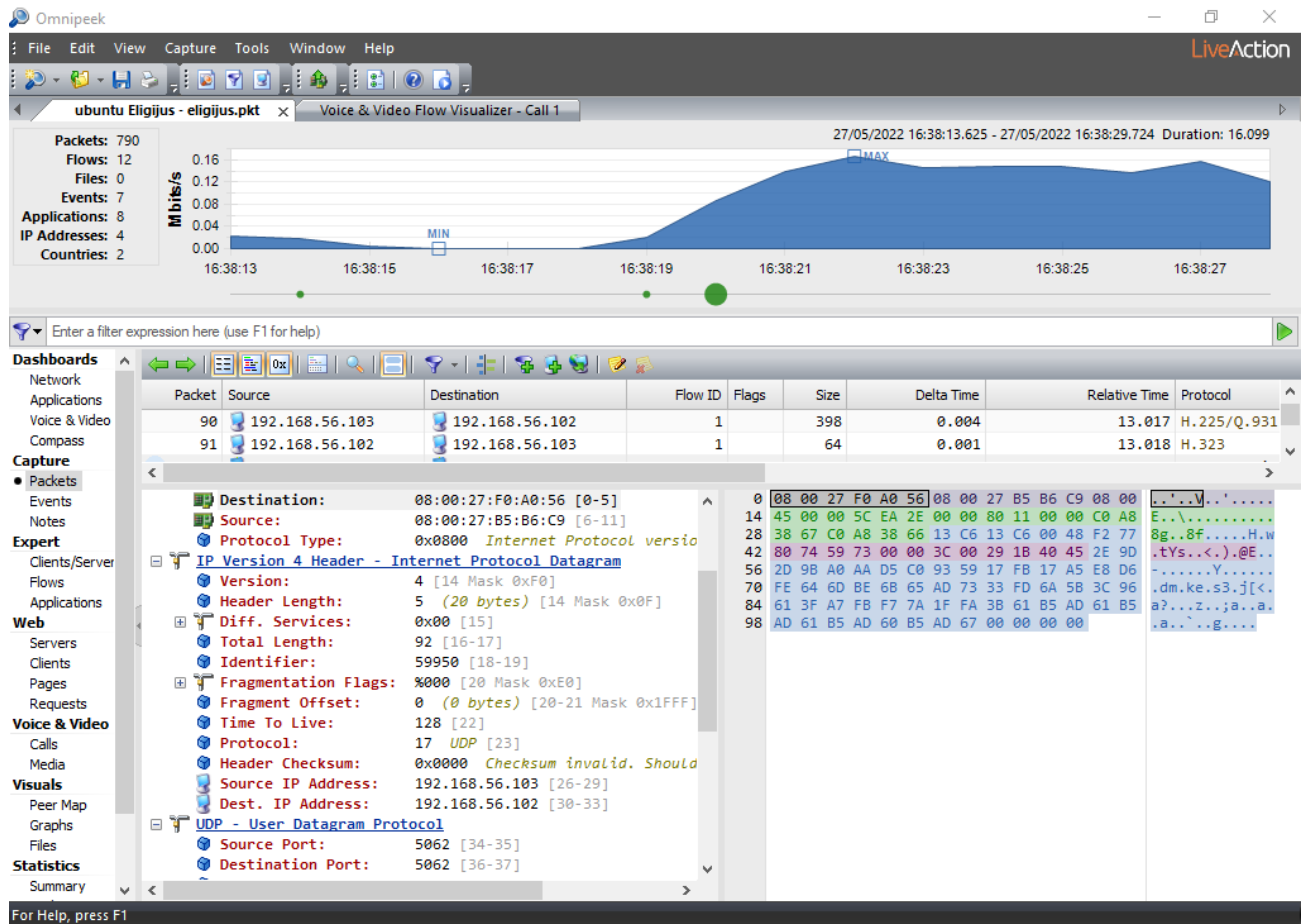 Omnipeek
File Edit View Capture Tools Window Help
LiveAction
ubuntu Eligijus - eligijus.pkt
Voice & Video Flow Visualizer - Call 1
Packets: 790
Flows: 12
Files: 0
Events: 7
Applications: 8
IP Addresses: 4
Countries: 2
27/05/2022 16:38:13.625 - 27/05/2022 16:38:29.724 Duration: 16.099
Mbits/s
0.16
0.12
0.08
0.04
0.00
MAX
MIN
16:38:13 16:38:15 16:38:17 16:38:19 16:38:21 16:38:23 16:38:25 16:38:27
Enter a filter expression here (use F1 for help)
Dashboards
Network
Applications
Voice & Video
Compass
Capture
Packets
Events
Notes
Expert
Clients/Server
Flows
Applications
Web
Servers
Clients
Pages
Requests
Voice & Video
Calls
Media
Visuals
Peer Map
Graphs
Files
Statistics
Summary
0x
Packet Source Destination Flow ID Flags Size Delta Time Relative Time Protocol
90 192.168.56.103 192.168.56.102 1 398 0.004 13.017 H.225/Q.931
91 192.168.56.102 192.168.56.103 1 64 0.001 13.018 H.323
Destination: 08:00:27:F0:A0:56 [0-5]
Source: 08:00:27:B5:B6:C9 [6-11]
Protocol Type: 0x0800 Internet Protocol versio
IP Version 4 Header - Internet Protocol Datagram
Version: 4 [14 Mask 0xF0]
Header Length: 5 (20 bytes) [14 Mask 0x0F]
Diff. Services: 0x00 [15]
Total Length: 92 [16-17]
Identifier: 59950 [18-19]
Fragmentation Flags: %000 [20 Mask 0xE0]
Fragment Offset: 0 (0 bytes) [20-21 Mask 0x1FFF]
Time To Live: 128 [22]
Protocol: 17 UDP [23]
Header Checksum: 0x0000 Checksum invalid. Should
Source IP Address: 192.168.56.103 [26-29]
Dest. IP Address: 192.168.56.102 [30-33]
UDP - User Datagram Protocol
Source Port: 5062 [34-35]
Destination Port: 5062 [36-37]
0 08 00 27 F0 A0 56 08 00 27 B5 B6 C9 08 00 ..'..V..'.....
14 45 00 00 5C EA 2E 00 00 80 11 00 00 C0 A8 E..\..........
28 38 67 C0 A8 38 66 13 C6 13 C6 00 48 F2 77 8g..8f.....H.w
42 80 74 59 73 00 00 3C 00 29 1B 40 45 2E 9D .tYs..<.).@E..
56 2D 9B A0 AA D5 C0 93 59 17 FB 17 A5 E8 D6 -......Y......
70 FE 64 6D BE 6B 65 AD 73 33 FD 6A 5B 3C 96 .dm.ke.s3.j[<.
84 61 3F A7 FB F7 7A 1F FA 3B 61 B5 AD 61 B5 a?...z..;a..a.
98 AD 61 B5 AD 60 B5 AD 67 00 00 00 00 .a..`..g....
For Help, press F1